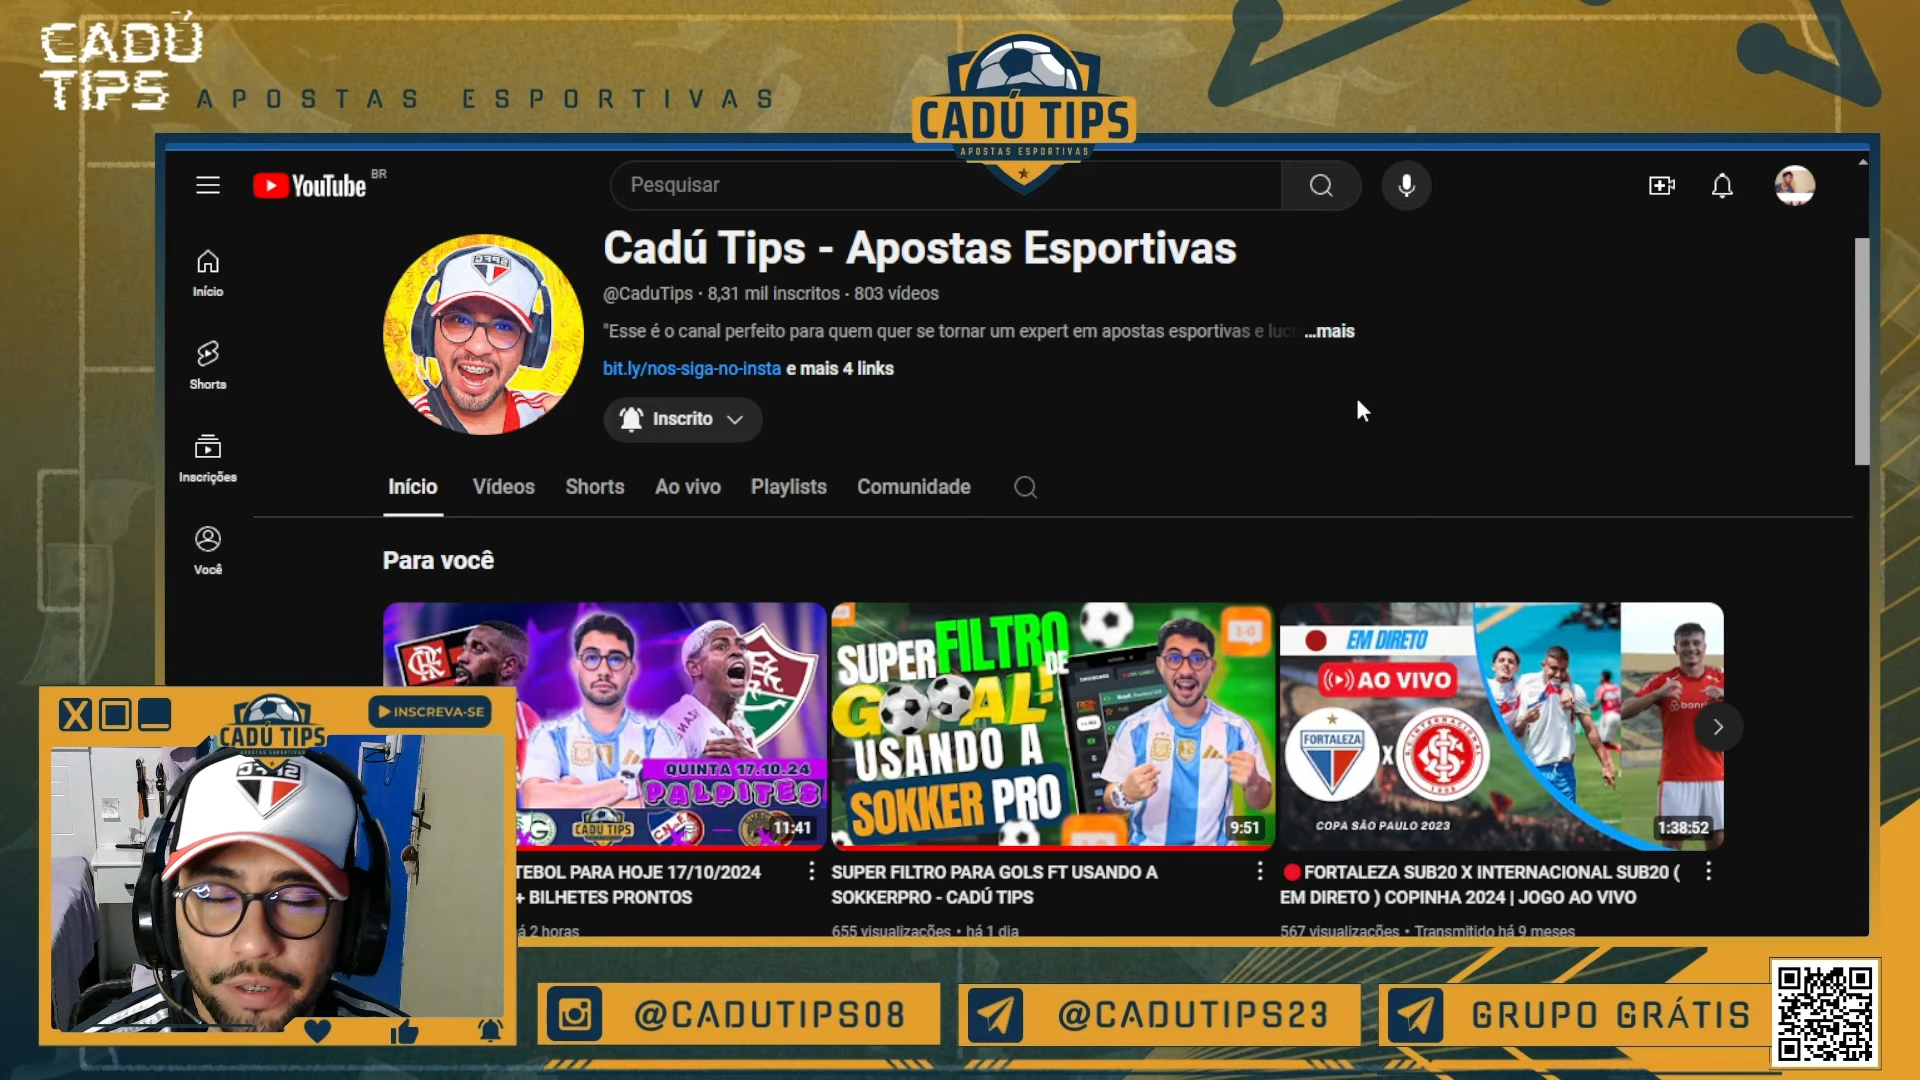 CADÚ
TIPS
APOSTAS ESPORTIVAS
CADÚ TIPS
APOSTAS ESPORTIVAS
YouTube BR
Pesquisar
Início
Shorts
Inscrições
Você
SPFC
Cadú Tips - Apostas Esportivas
@CaduTips · 8,31 mil inscritos · 803 vídeos
"Esse é o canal perfeito para quem quer se tornar um expert em apostas esportivas e lucr ...mais
bit.ly/nos-siga-no-insta e mais 4 links
Inscrito
Início Vídeos Shorts Ao vivo Playlists Comunidade
Para você
QUINTA 17.10.24
PALPITES
CADÚ TIPS
11:41
TEBOL PARA HOJE 17/10/2024
+ BILHETES PRONTOS
á 2 horas
SUPER FILTRO DE
GOAL!
USANDO A
SOKKER PRO
9:51
SUPER FILTRO PARA GOLS FT USANDO A
SOKKERPRO - CADÚ TIPS
655 visualizações • há 1 dia
EM DIRETO
AO VIVO
FORTALEZA
X
COPA SÃO PAULO 2023
1:38:52
FORTALEZA SUB20 X INTERNACIONAL SUB20 (
EM DIRETO ) COPINHA 2024 | JOGO AO VIVO
567 visualizações • Transmitido há 9 meses
CADÚ TIPS
APOSTAS ESPORTIVAS
INSCREVA-SE
@CADUTIPS08
@CADUTIPS23
GRUPO GRÁTIS